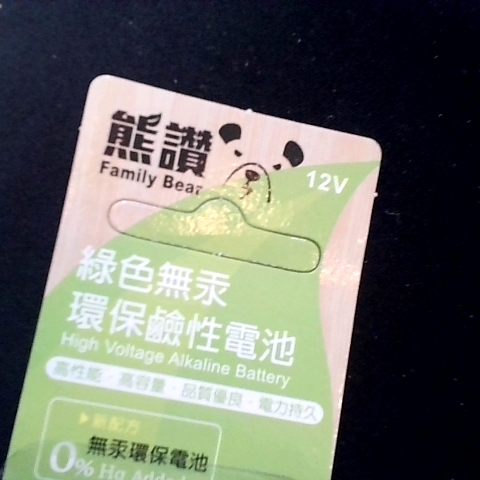 熊讚
Family Bear
12V
綠色無汞
環保鹼性電池
High Voltage Alkaline Battery
高性能．高容量．品質優良．電力持久
▶新配方
無汞環保電池
0% Hg Added